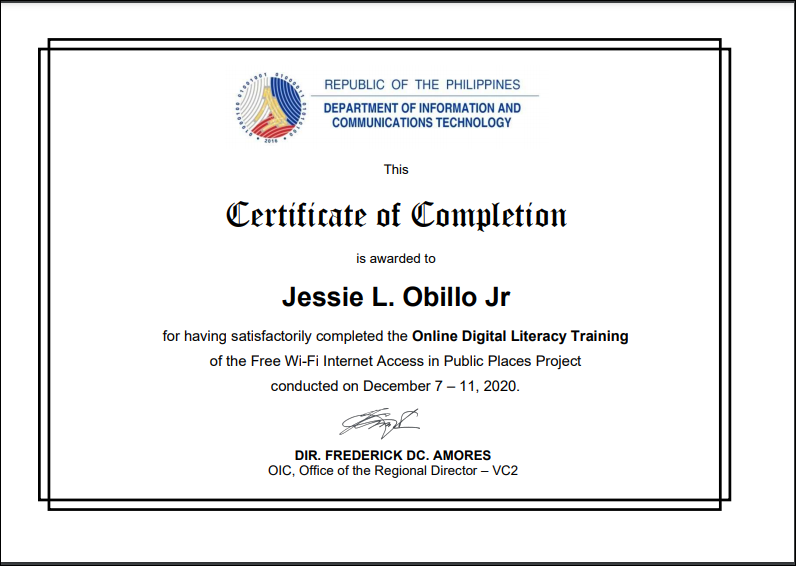 REPUBLIC OF THE PHILIPPINES
DEPARTMENT OF INFORMATION AND
COMMUNICATIONS TECHNOLOGY
2016
This
Certificate of Completion
is awarded to
Jessie L. Obillo Jr
for having satisfactorily completed the Online Digital Literacy Training
of the Free Wi-Fi Internet Access in Public Places Project
conducted on December 7 – 11, 2020.
DIR. FREDERICK DC. AMORES
OIC, Office of the Regional Director – VC2